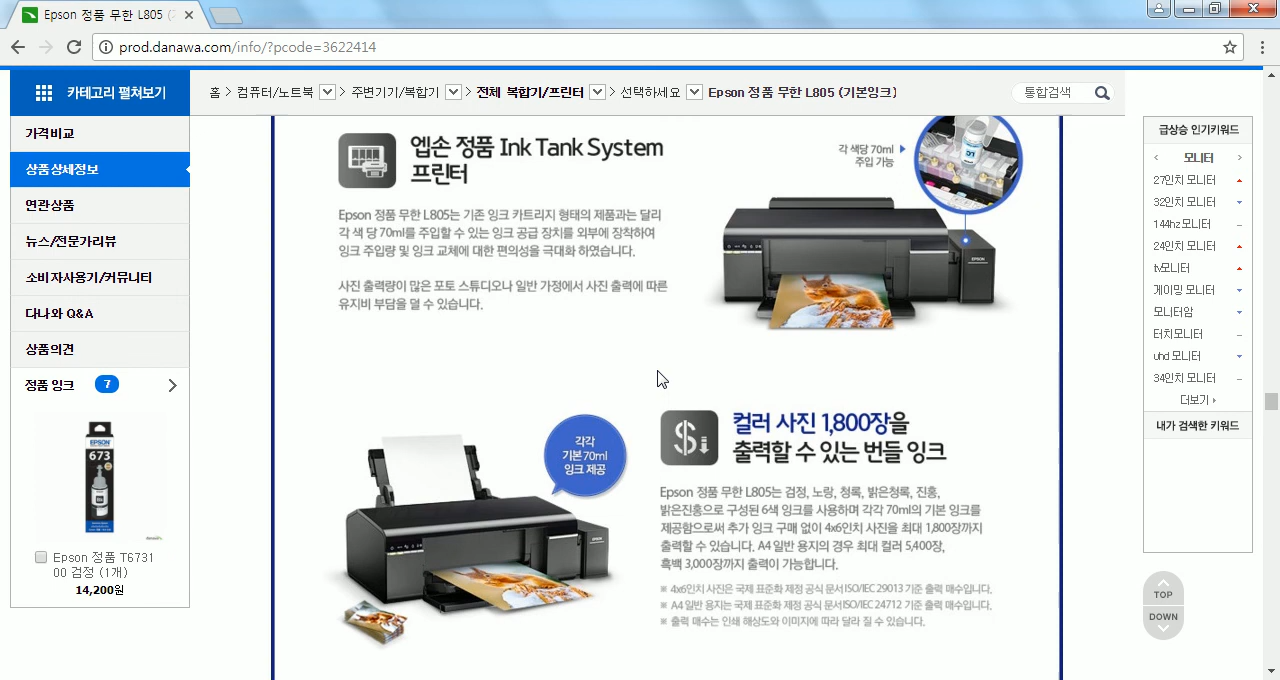 Epson 정품 무한 L805 (
prod.danawa.com/info/?pcode=3622414
카테고리 펼쳐보기
홈 > 컴퓨터/노트북 > 주변기기/복합기 > 전체 복합기/프린터 > 선택하세요 Epson 정품 무한 L805 (기본잉크)
통합검색
가격비교
상품상세정보
연관상품
뉴스/전문가리뷰
소비자사용기/커뮤니티
다나와 Q&A
상품의견
정품 잉크 7
EPSON
673
Epson 정품 T6731
00 검정 (1개)
14,200원
엡손 정품 Ink Tank System
프린터
Epson 정품 무한 L805는 기존 잉크 카트리지 형태의 제품과는 달리
각 색 당 70ml를 주입할 수 있는 잉크 공급 장치를 외부에 장착하여
잉크 주입량 및 잉크 교체에 대한 편의성을 극대화 하였습니다.
사진 출력량이 많은 포토 스튜디오나 일반 가정에서 사진 출력에 따른
유지비 부담을 덜 수 있습니다.
각 색당 70ml
주입 가능
EPSON
각각
기본 70ml
잉크 제공
EPSON
컬러 사진 1,800장을
출력할 수 있는 번들 잉크
Epson 정품 무한 L805는 검정, 노랑, 청록, 밝은청록, 진홍,
밝은진홍으로 구성된 6색 잉크를 사용하며 각각 70ml의 기본 잉크를
제공함으로써 추가 잉크 구매 없이 4x6인치 사진을 최대 1,800장까지
출력할 수 있습니다. A4 일반 용지의 경우 최대 컬러 5,400장,
흑백 3,000장까지 출력이 가능합니다.
※ 4x6인치 사진은 국제 표준화 제정 공식 문서 ISO/IEC 29013 기준 출력 매수입니다.
※ A4 일반 용지는 국제 표준화 제정 공식 문서 ISO/IEC 24712 기준 출력 매수입니다.
※ 출력 매수는 인쇄 해상도와 이미지에 따라 달라 질 수 있습니다.
급상승 인기키워드
< 모니터 >
27인치 모니터
32인치 모니터
144hz 모니터
24인치 모니터
tv모니터
게이밍 모니터
모니터암
터치모니터
uhd 모니터
34인치 모니터
더보기
내가 검색한 키워드
TOP
DOWN